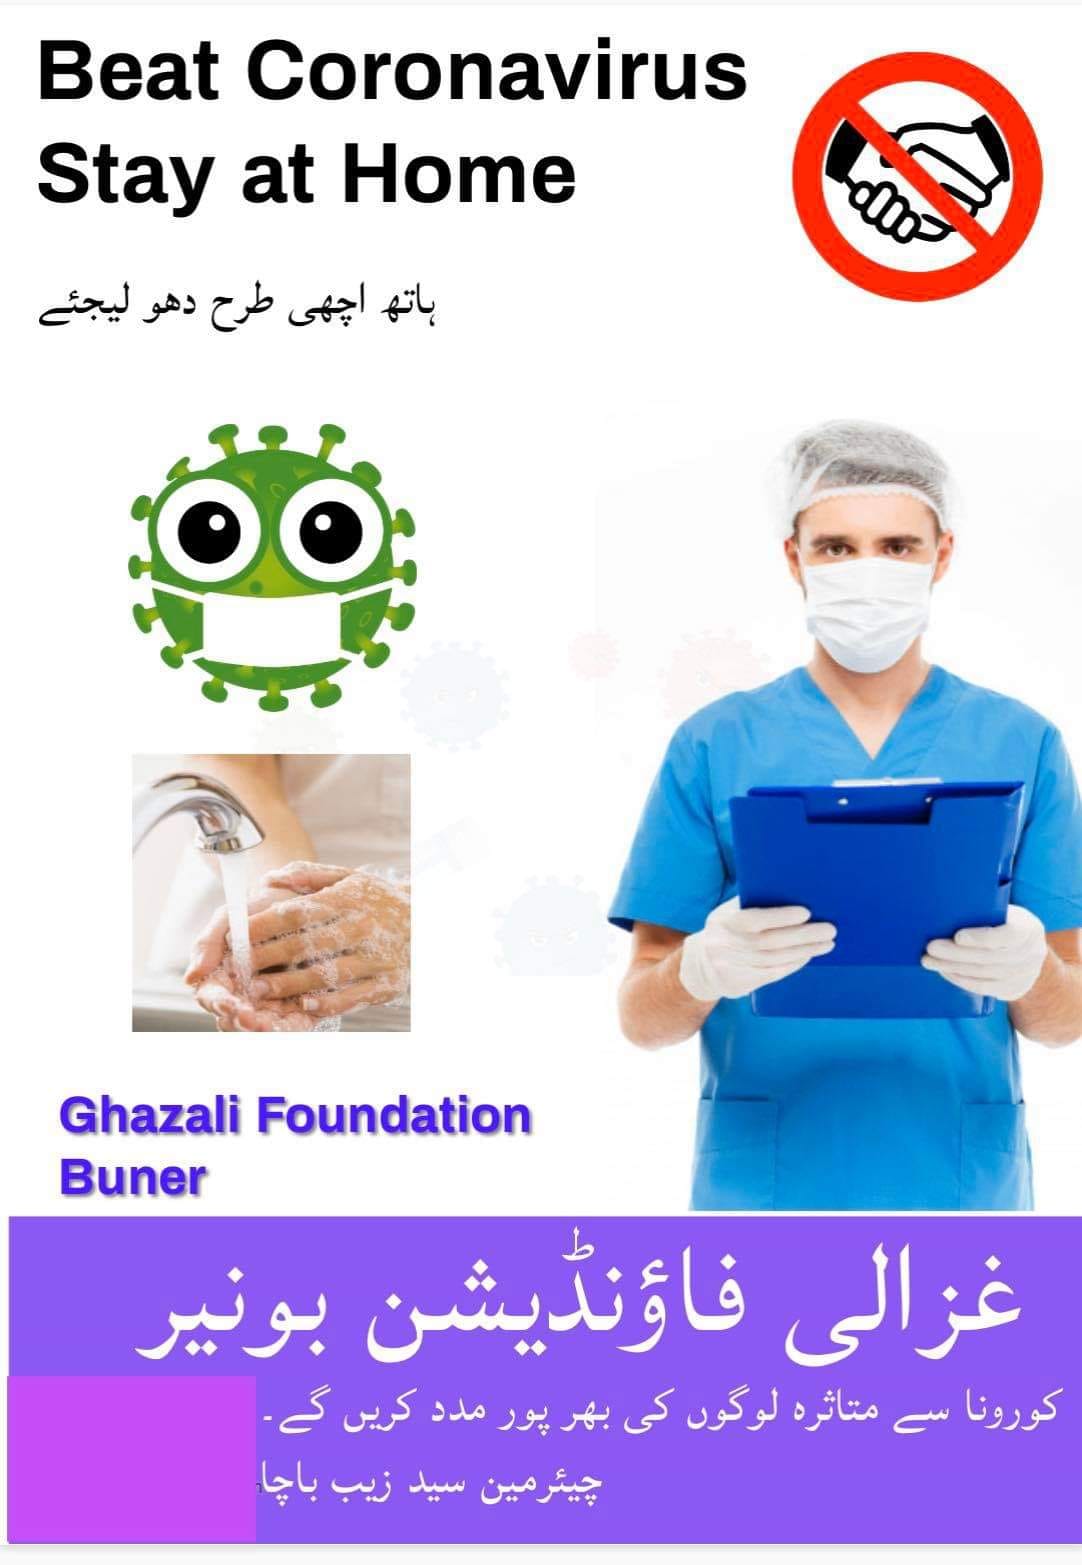 Beat Coronavirus
Stay at Home
ہاتھ اچھی طرح دھو لیجئے
Ghazali Foundation
Buner
غزالی فاؤنڈیشن بونیر
کورونا سے متاثرہ لوگوں کی بھر پور مدد کریں گے۔
چیئرمین سید زیب باچا